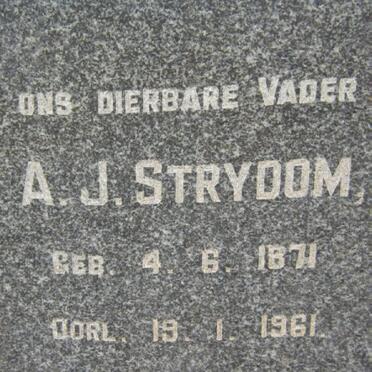 ONS DIERBARE VADER
A. J. STRYDOM,
GEB. 4. 6. 1871
OORL. 19. 1. 1961.